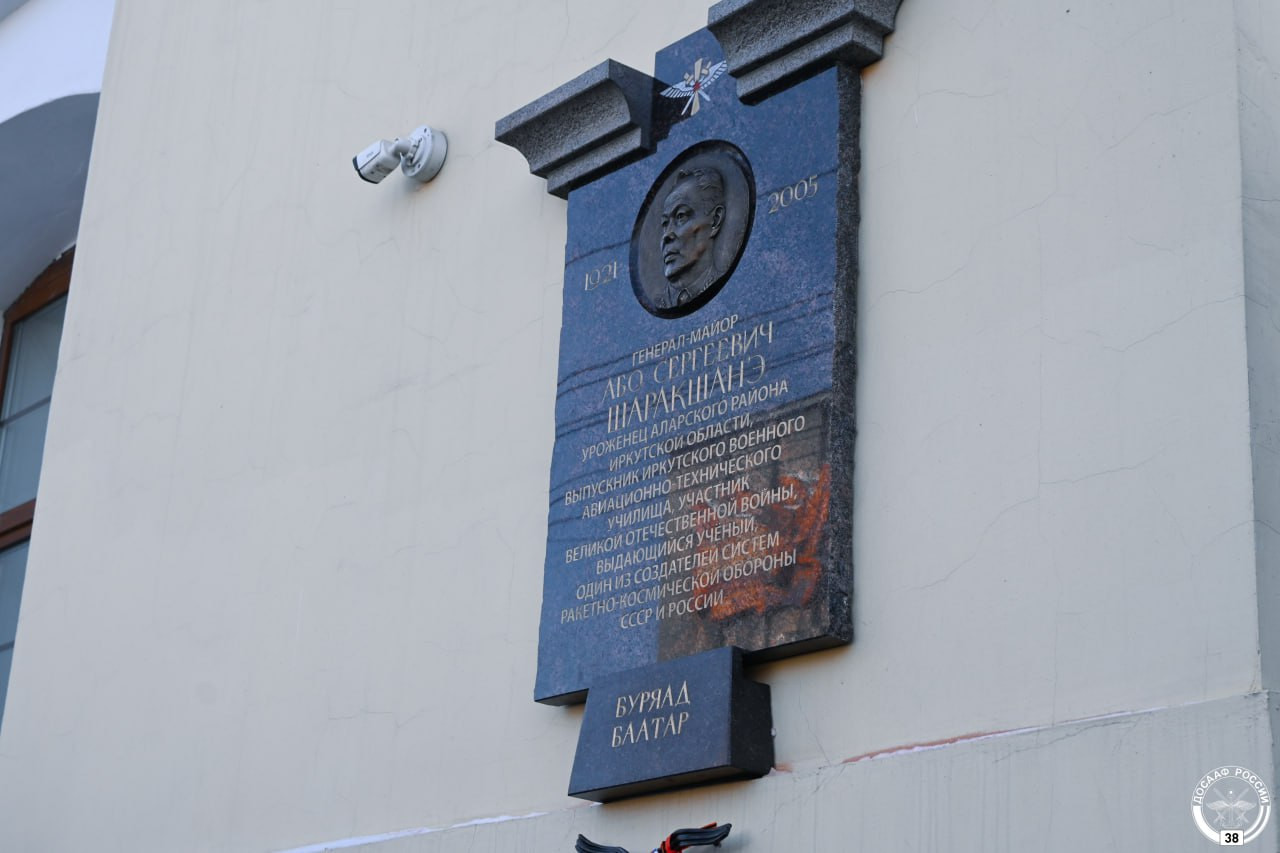 1921
2005
ГЕНЕРАЛ-МАЙОР
АБО СЕРГЕЕВИЧ
ШАРАКШАНЭ
УРОЖЕНЕЦ АЛАРСКОГО РАЙОНА
ИРКУТСКОЙ ОБЛАСТИ,
ВЫПУСКНИК ИРКУТСКОГО ВОЕННОГО
АВИАЦИОННО-ТЕХНИЧЕСКОГО
УЧИЛИЩА, УЧАСТНИК
ВЕЛИКОЙ ОТЕЧЕСТВЕННОЙ ВОЙНЫ,
ВЫДАЮЩИЙСЯ УЧЁНЫЙ,
ОДИН ИЗ СОЗДАТЕЛЕЙ СИСТЕМ
РАКЕТНО-КОСМИЧЕСКОЙ ОБОРОНЫ
СССР И РОССИИ
БУРЯАД
БААТАР
ДОСААФ РОССИИ
38